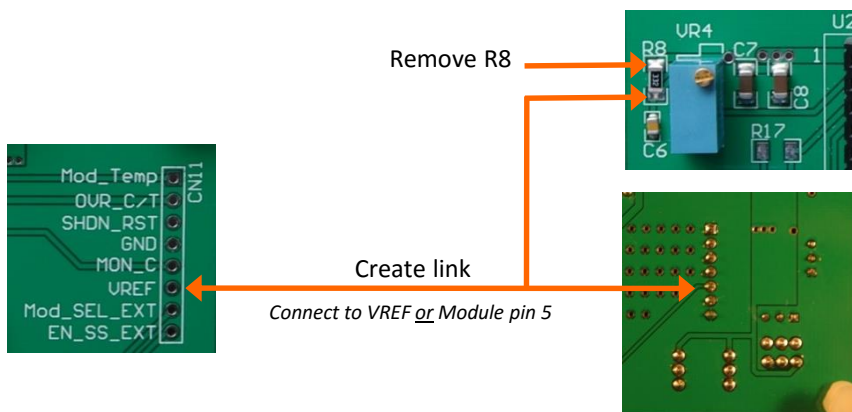 Remove R8
VR4
U2
R8
C7
1
C8
C6
R17
Mod_Temp
CN11
OVR_C/T
SHDN_RST
GND
MON_C
VREF
Mod_SEL_EXT
EN_SS_EXT
Create link
Connect to VREF or Module pin 5